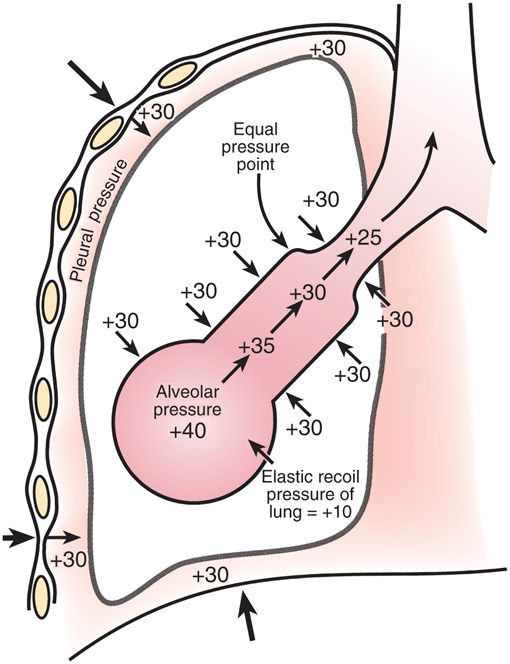 +30
+30
Equal
pressure
point
Pleural pressure
+30
+25
+30
+30
+30
+30
+30
+35
+30
Alveolar
pressure
+40
+30
Elastic recoil
pressure of
lung = +10
+30
+30